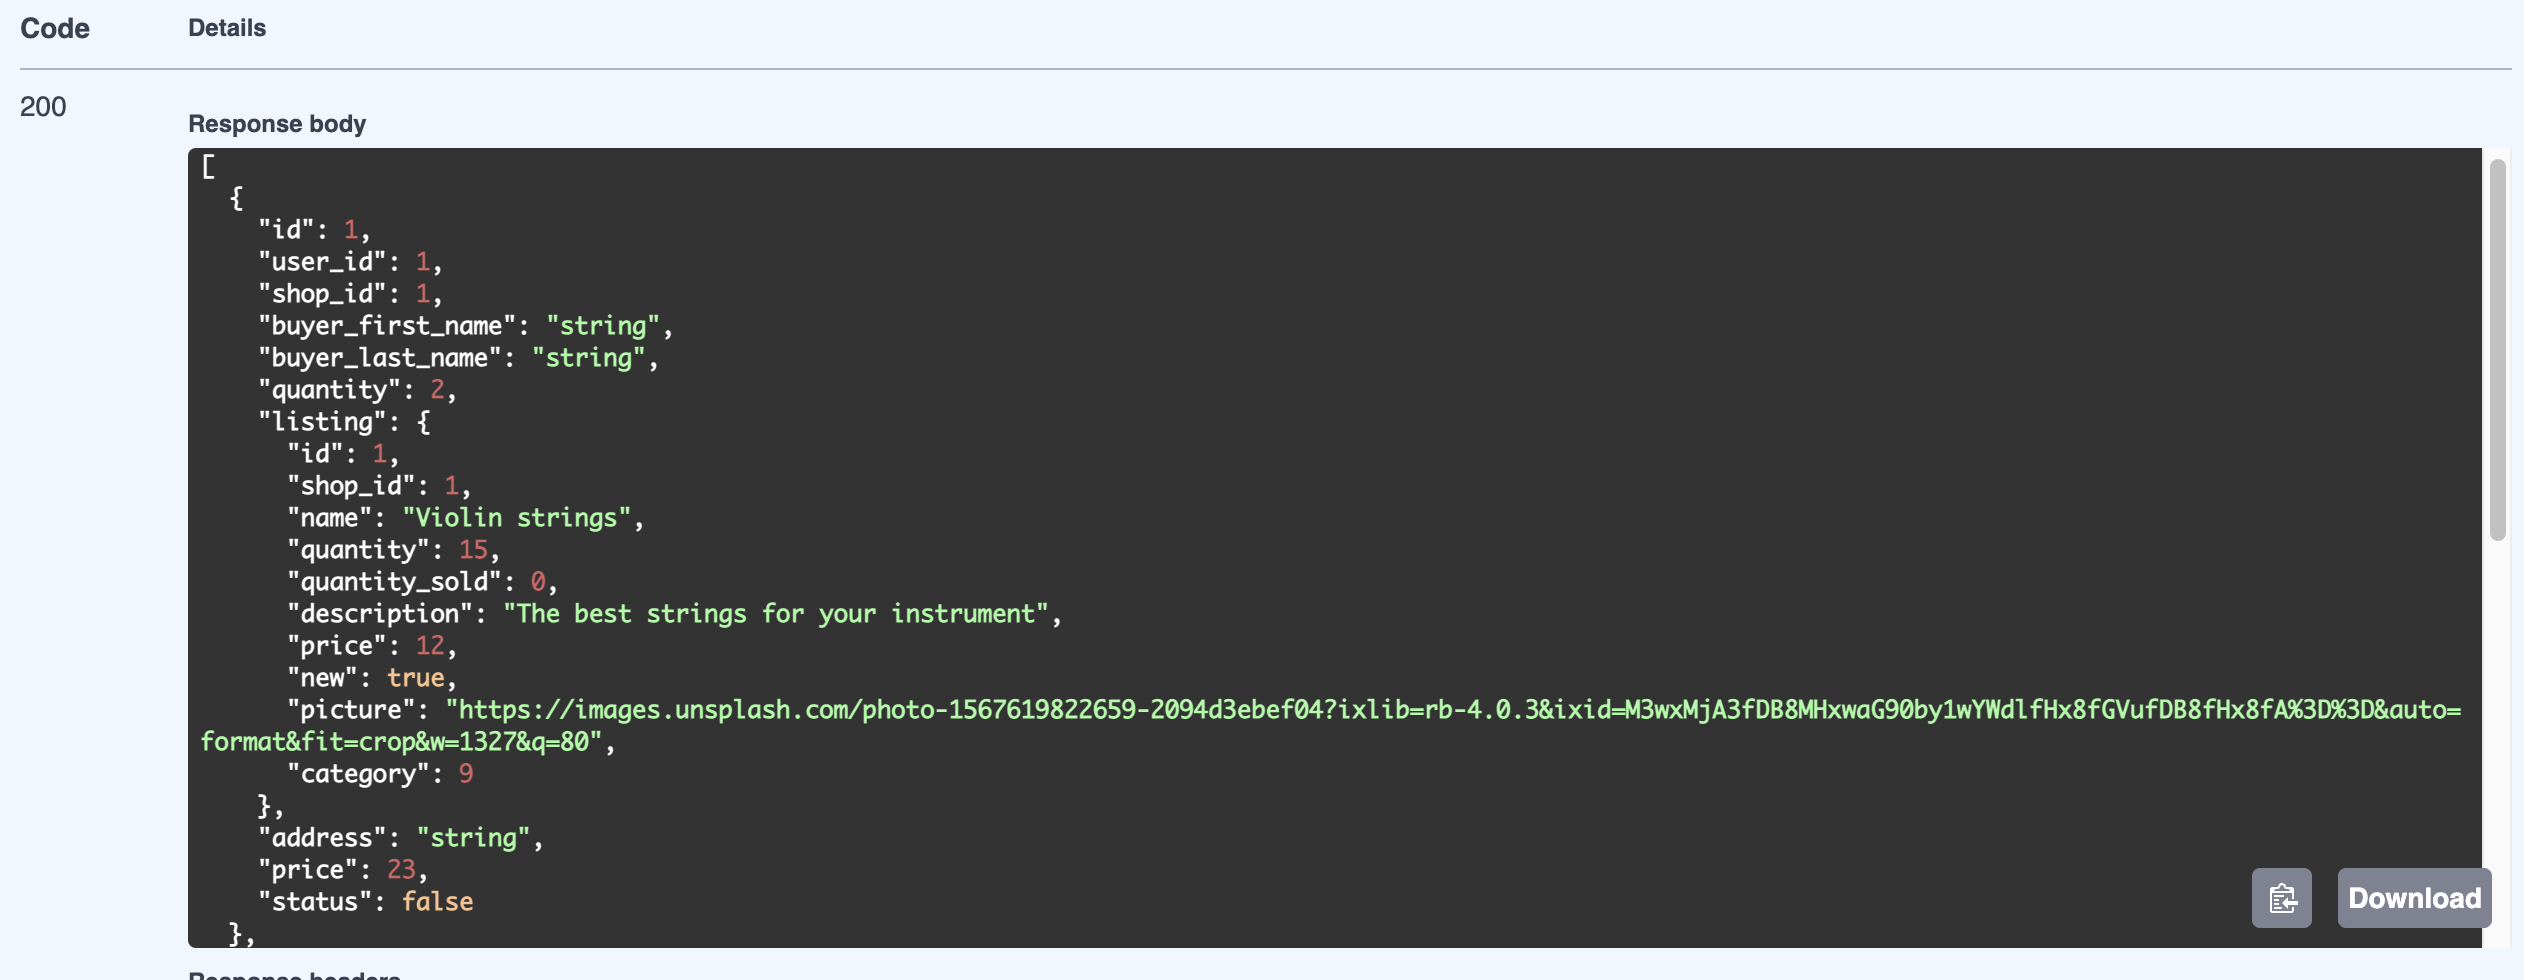 Code Details
200
Response body
[
  {
    "id": 1,
    "user_id": 1,
    "shop_id": 1,
    "buyer_first_name": "string",
    "buyer_last_name": "string",
    "quantity": 2,
    "listing": {
      "id": 1,
      "shop_id": 1,
      "name": "Violin strings",
      "quantity": 15,
      "quantity_sold": 0,
      "description": "The best strings for your instrument",
      "price": 12,
      "new": true,
      "picture": "https://images.unsplash.com/photo-1567619822659-2094d3ebef04?ixlib=rb-4.0.3&ixid=M3wxMjA3fDB8MHxwaG90by1wYWdlfHx8fGVufDB8fHx8fA%3D%3D&auto=
format&fit=crop&w=1327&q=80",
      "category": 9
    },
    "address": "string",
    "price": 23,
    "status": false
  },
Download
Response headers